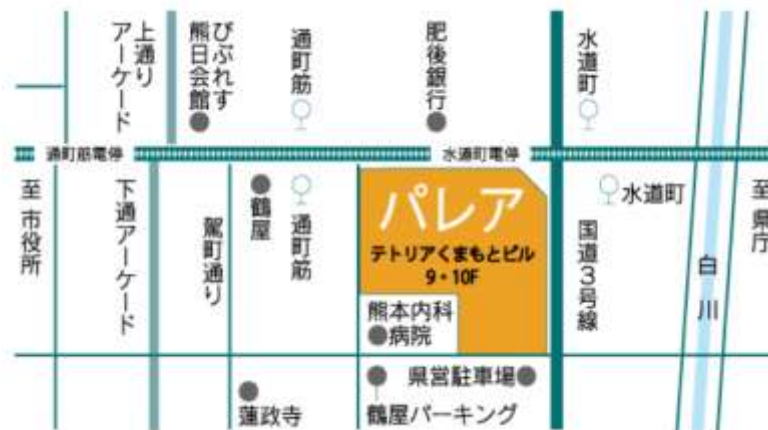 上通り
アーケード
びぷれす
熊日会館
通町筋
肥後銀行
水道町
通町筋電停
水道町電停
至 市役所
下通アーケード
駕町通り
鶴屋
通町筋
パレア
テトリアくまもとビル
9・10F
熊本内科
病院
国道3号線
水道町
白川
至 県庁
蓮政寺
鶴屋パーキング
県営駐車場